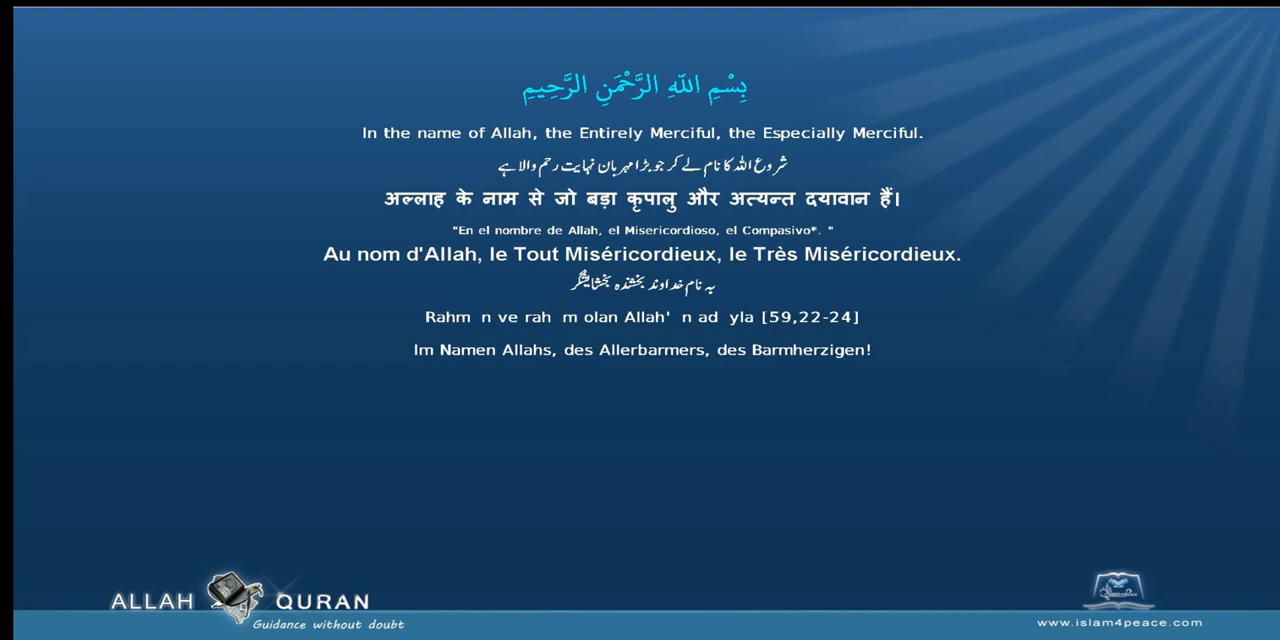 بِسْمِ اللّٰهِ الرَّحْمَنِ الرَّحِيمِ
In the name of Allah, the Entirely Merciful, the Especially Merciful.
شروع اللہ کا نام لے کر جو بڑا مہربان نہایت رحم والا ہے
अल्लाह के नाम से जो बड़ा कृपालु और अत्यन्त दयावान हैं।
"En el nombre de Allah, el Misericordioso, el Compasivo*. "
Au nom d'Allah, le Tout Miséricordieux, le Très Miséricordieux.
به نام خداوند بخشنده بخشایشگر
Rahm n ve rah m olan Allah' n ad yla [59,22-24]
Im Namen Allahs, des Allerbarmers, des Barmherzigen!
ALLAH QURAN
Guidance without doubt
www.islam4peace.com